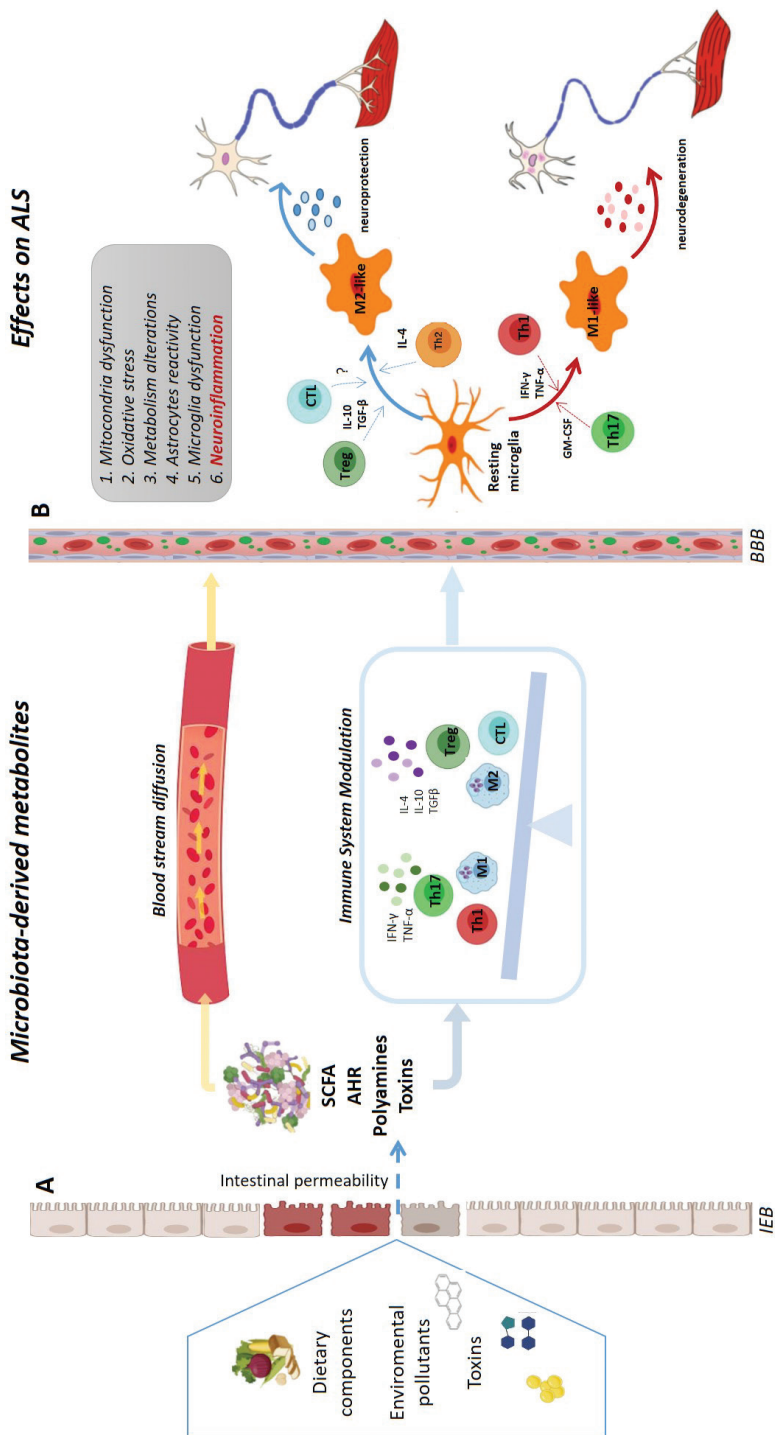 Microbiota-derived metabolites
Effects on ALS
A
Dietary
components
Enviromental
pollutants
Toxins
IEB
Intestinal permeability
SCFA
AHR
Polyamines
Toxins
Blood stream diffusion
Immune System Modulation
IFN-γ
TNF-α
Th17
Th1
M1
IL-4
IL-10
TGFβ
Treg
M2
CTL
BBB
B
1. Mitocondria dysfunction
2. Oxidative stress
3. Metabolism alterations
4. Astrocytes reactivity
5. Microglia dysfunction
6. Neuroinflammation
Treg
CTL
IL-10
TGF-β
?
IL-4
Th2
M2-like
neuroprotection
Resting
microglia
Th1
IFN-γ
TNF-α
GM-CSF
Th17
M1-like
neurodegeneration